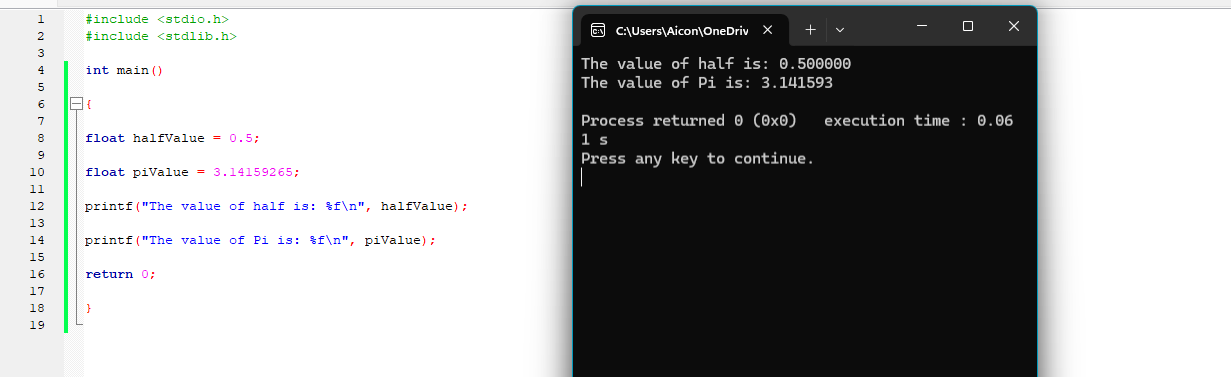 1 #include <stdio.h>
2 #include <stdlib.h>
3
4 int main()
5
6 {
7
8 float halfValue = 0.5;
9
10 float piValue = 3.14159265;
11
12 printf("The value of half is: %f\n", halfValue);
13
14 printf("The value of Pi is: %f\n", piValue);
15
16 return 0;
17
18 }
19
C:\Users\Aicon\OneDriv
The value of half is: 0.500000
The value of Pi is: 3.141593
Process returned 0 (0x0)   execution time : 0.06
1 s
Press any key to continue.